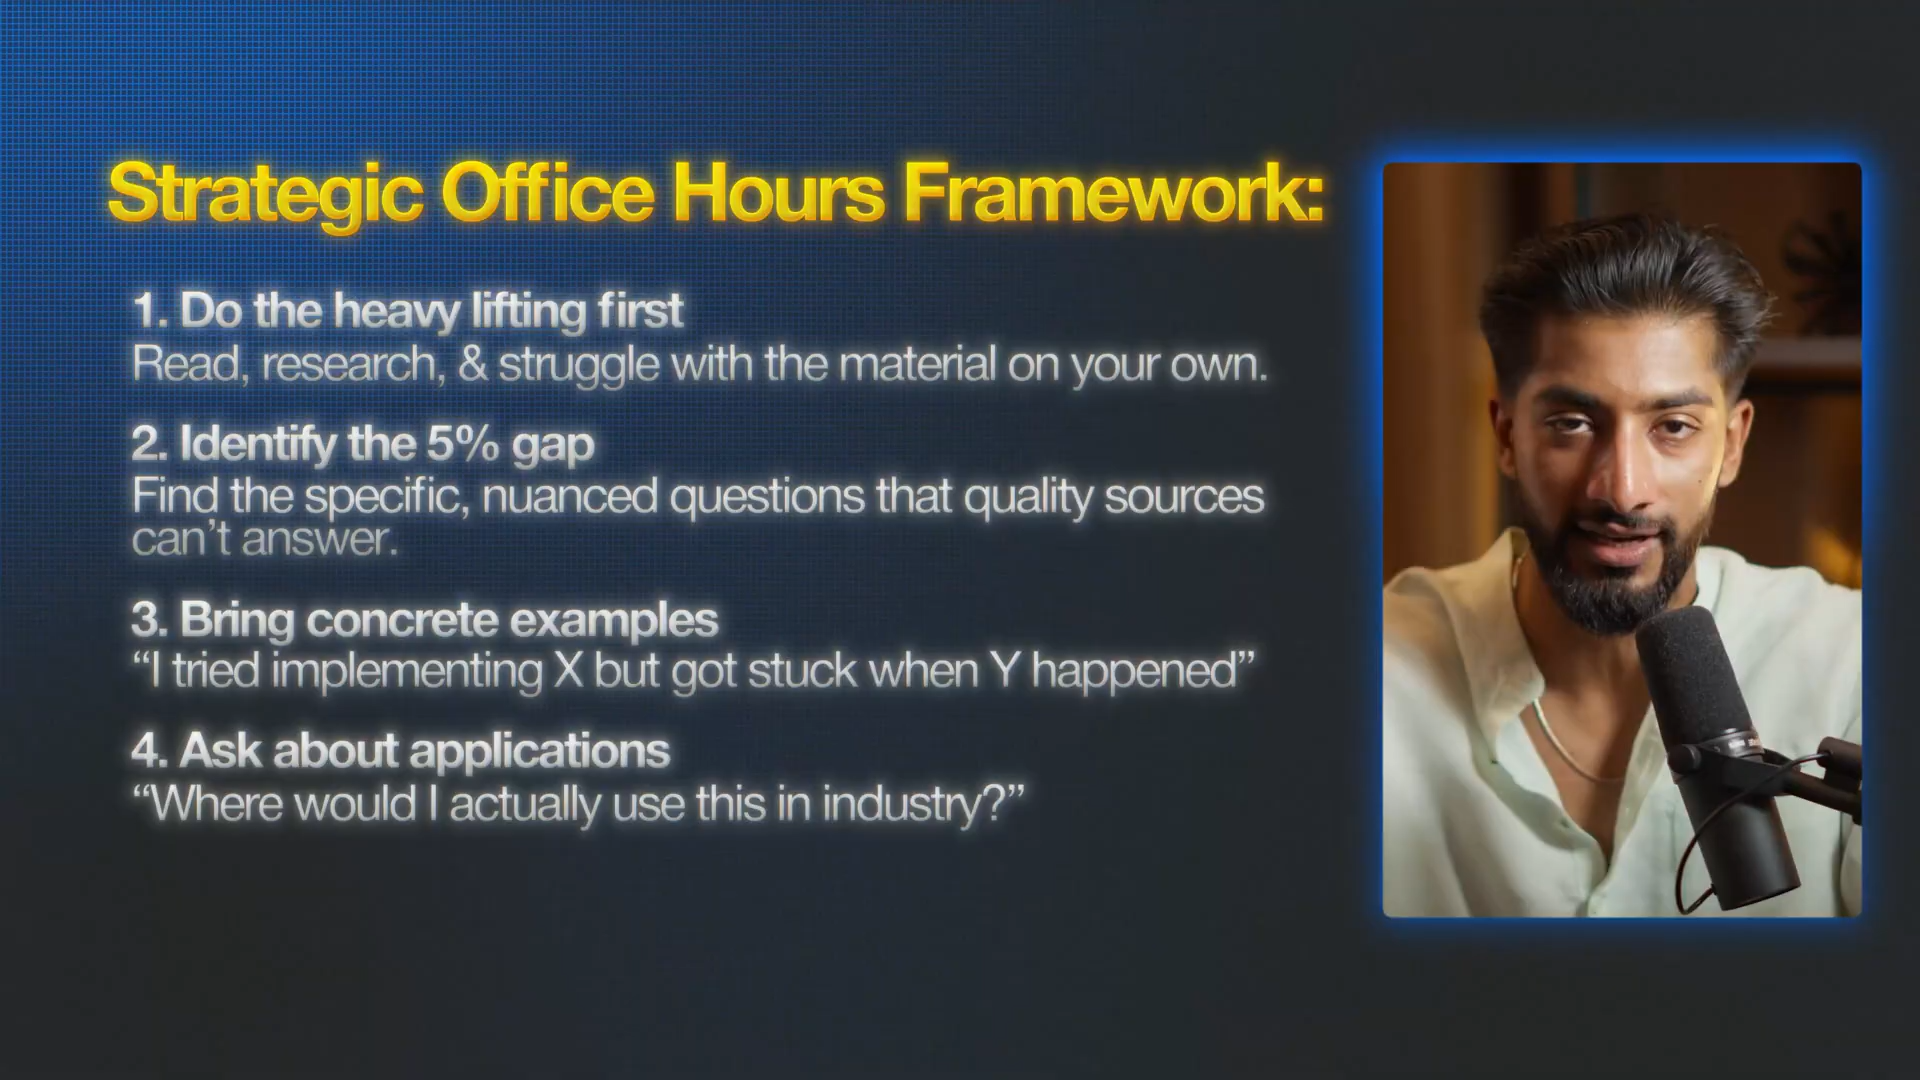 Strategic Office Hours Framework:
1. Do the heavy lifting first
Read, research, & struggle with the material on your own.
2. Identify the 5% gap
Find the specific, nuanced questions that quality sources
can’t answer.
3. Bring concrete examples
“I tried implementing X but got stuck when Y happened”
4. Ask about applications
“Where would I actually use this in industry?”